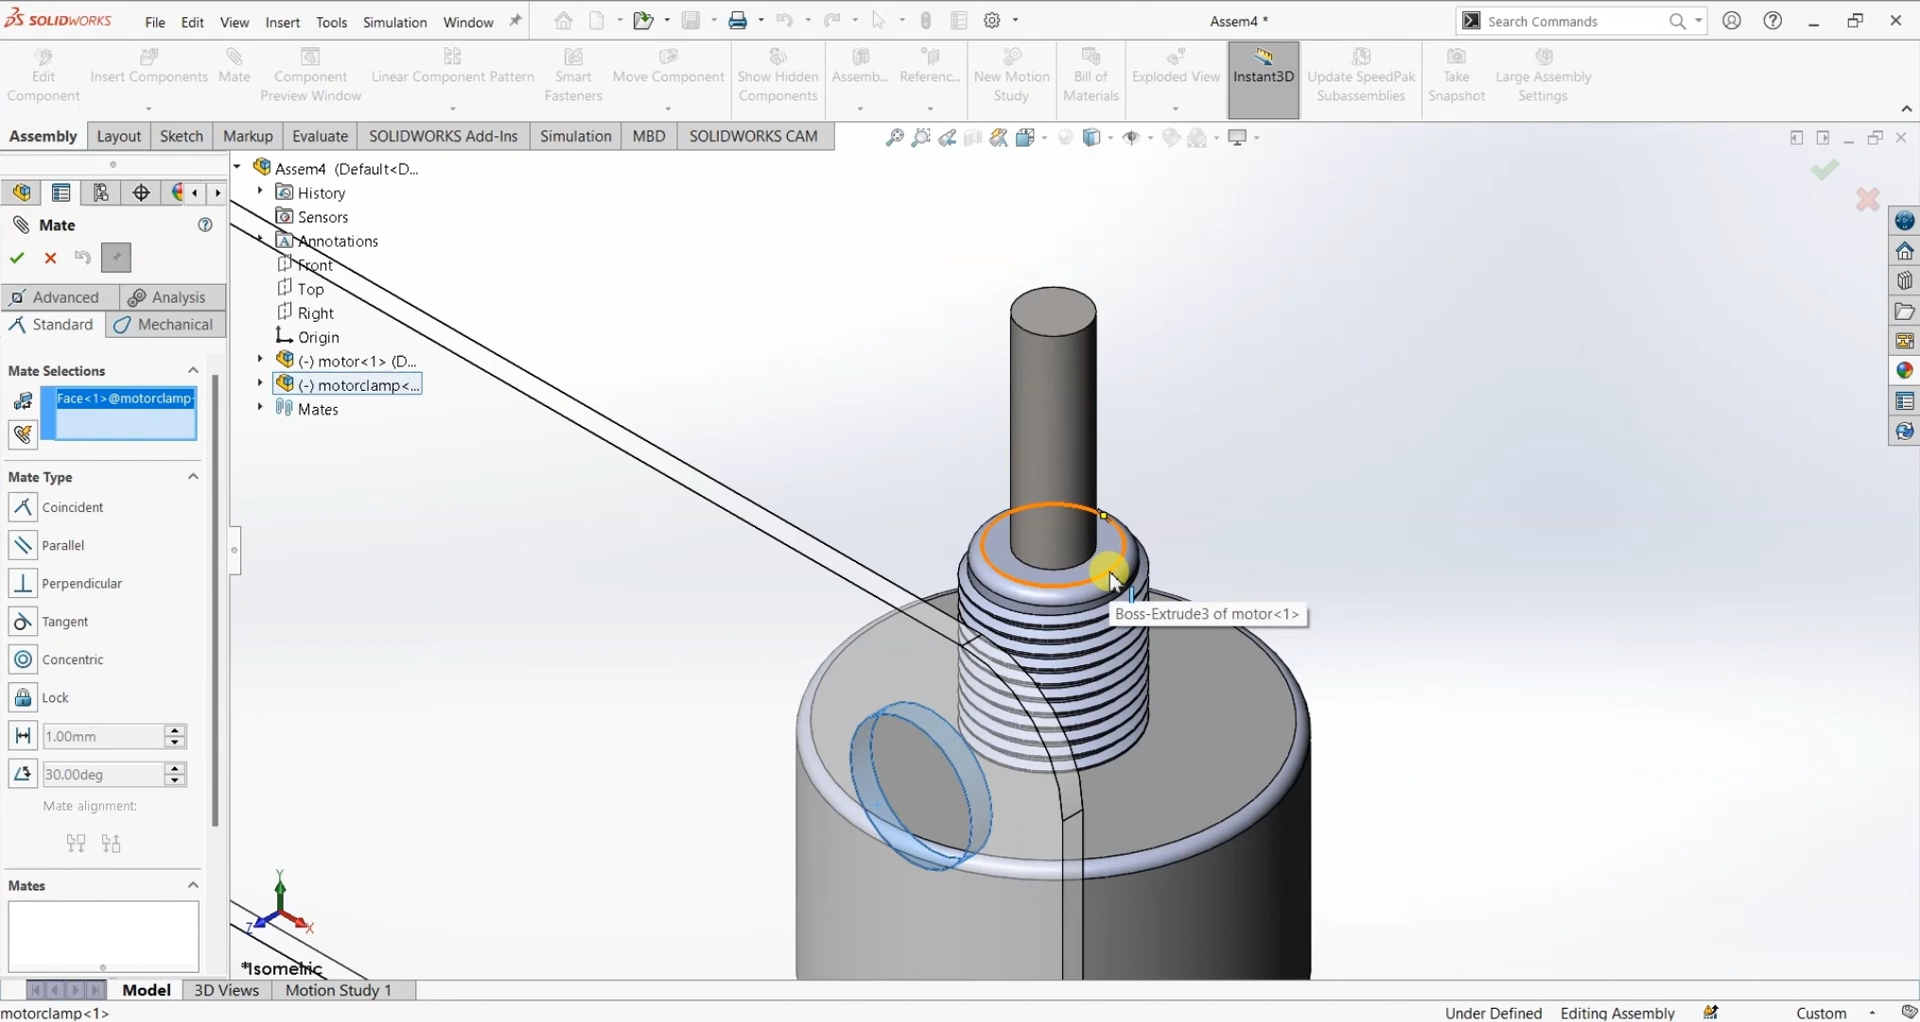 SOLIDWORKS File Edit View Insert Tools Simulation Window Assem4 * Search Commands
Edit Component
Insert Components
Mate
Component Preview Window
Linear Component Pattern
Smart Fasteners
Move Component
Show Hidden Components
Assemb...
Referenc...
New Motion Study
Bill of Materials
Exploded View
Instant3D
Update SpeedPak Subassemblies
Take Snapshot
Large Assembly Settings
Assembly Layout Sketch Markup Evaluate SOLIDWORKS Add-Ins Simulation MBD SOLIDWORKS CAM
Mate
Advanced Analysis
Standard Mechanical
Mate Selections
Face<1>@motorclamp-
Mate Type
Coincident
Parallel
Perpendicular
Tangent
Concentric
Lock
1.00mm
30.00deg
Mate alignment:
Mates
Assem4 (Default<D...
History
Sensors
Annotations
Front
Top
Right
Origin
(-) motor<1> (D...
(-) motorclamp<...
Mates
Boss-Extrude3 of motor<1>
Y
Z X
*Isometric
Model 3D Views Motion Study 1
motorclamp<1> Under Defined Editing Assembly Custom